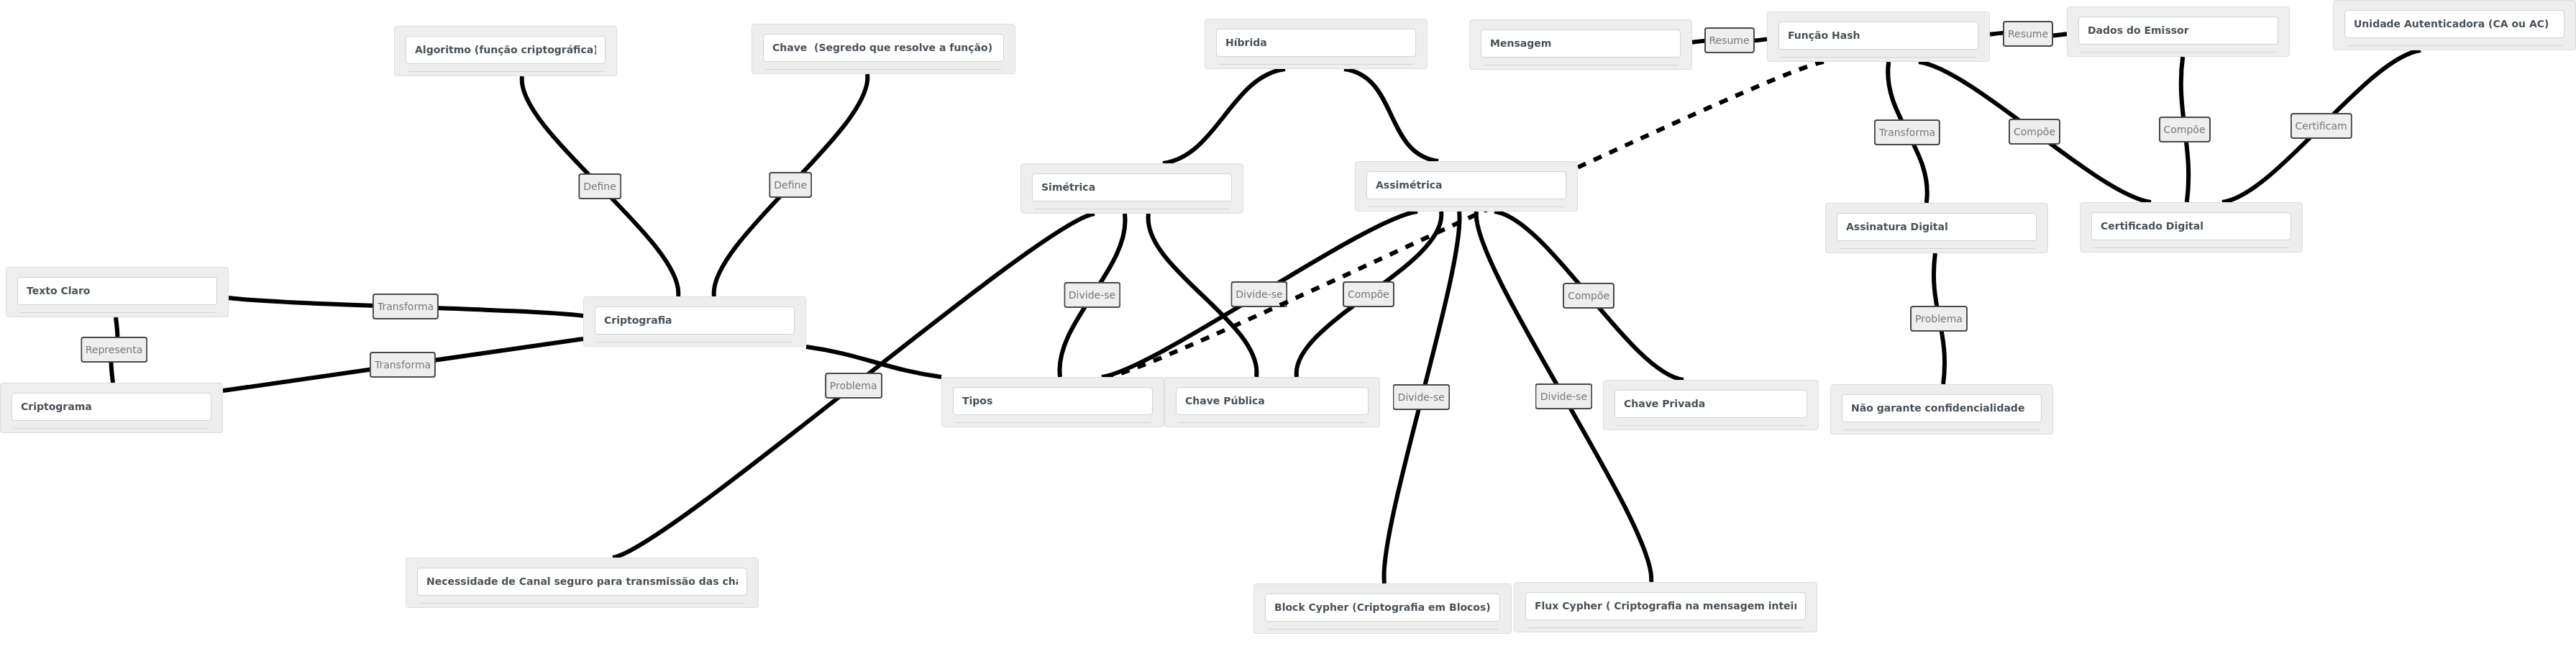 Algoritmo (função criptográfica)
Chave  (Segredo que resolve a função)
Híbrida
Mensagem
Resume
Função Hash
Resume
Dados do Emissor
Unidade Autenticadora (CA ou AC)
Transforma
Compõe
Compõe
Certificam
Define
Define
Simétrica
Assimétrica
Assinatura Digital
Certificado Digital
Texto Claro
Transforma
Criptografia
Divide-se
Divide-se
Compõe
Compõe
Problema
Representa
Transforma
Problema
Criptograma
Tipos
Chave Pública
Divide-se
Divide-se
Chave Privada
Não garante confidencialidade
Necessidade de Canal seguro para transmissão das
Block Cypher (Criptografia em Blocos)
Flux Cypher ( Criptografia na mensagem